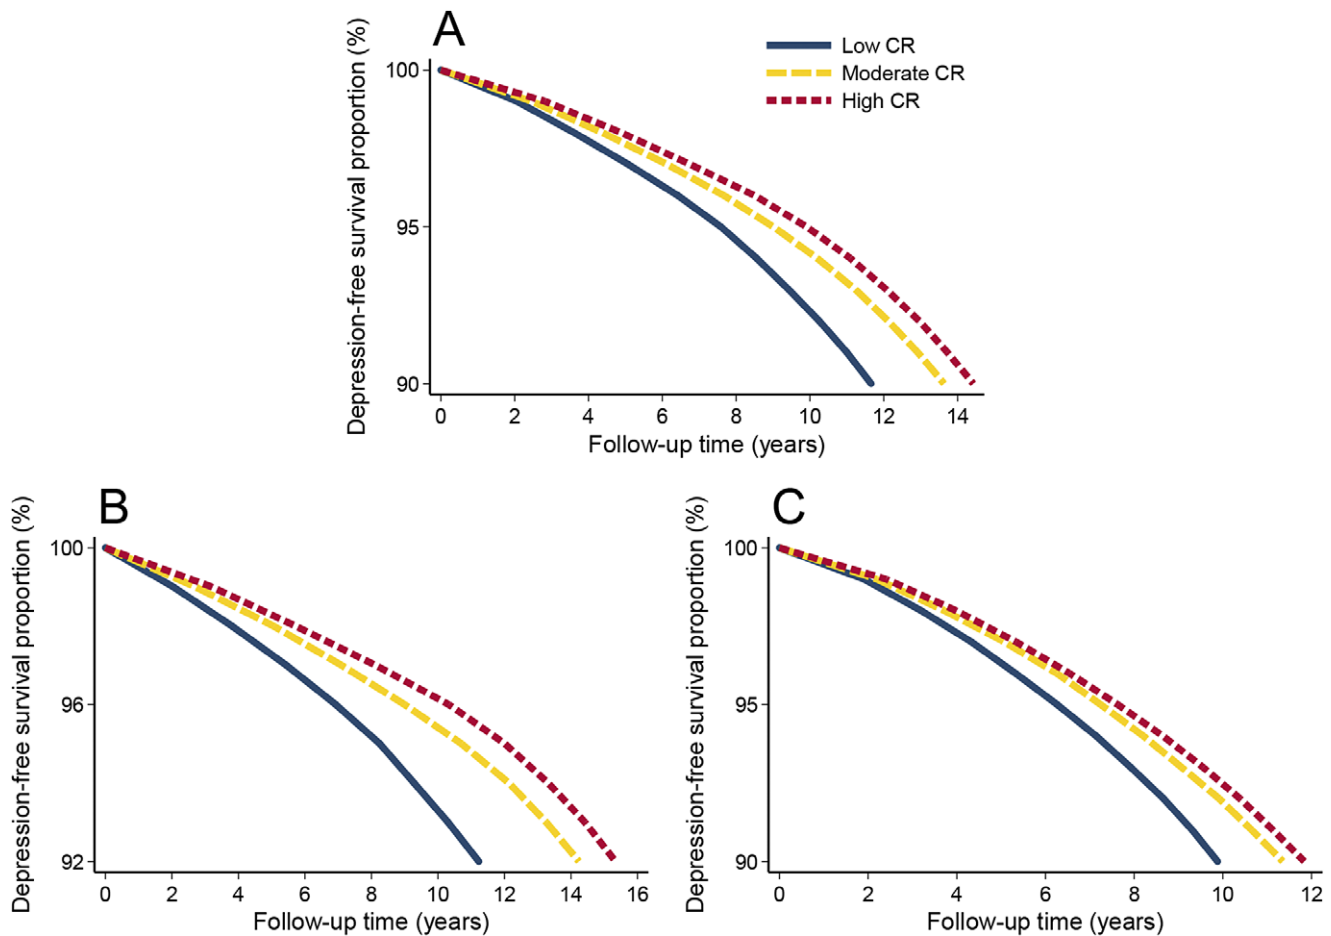 A
Low CR
Moderate CR
High CR
Depression-free survival proportion (%)
100
95
90
0 2 4 6 8 10 12 14
Follow-up time (years)
B
Depression-free survival proportion (%)
100
96
92
0 2 4 6 8 10 12 14 16
Follow-up time (years)
C
Depression-free survival proportion (%)
100
95
90
0 2 4 6 8 10 12
Follow-up time (years)